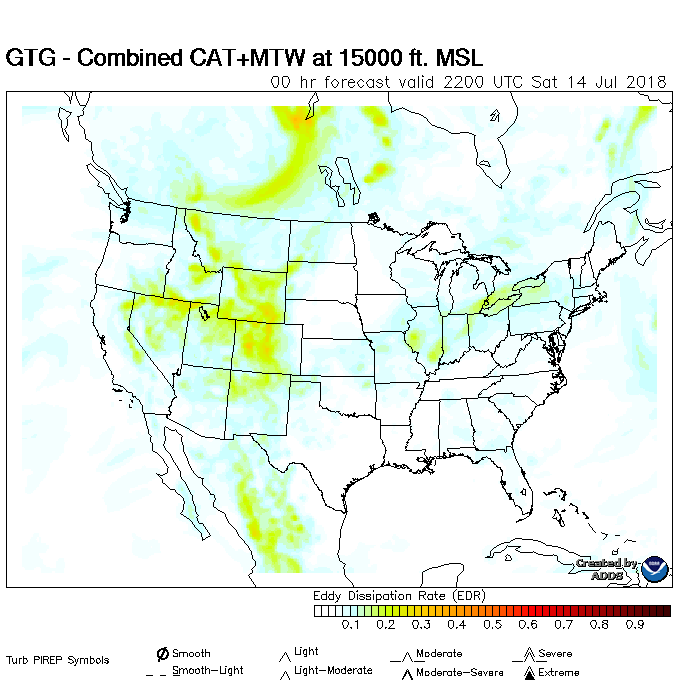 GTG - Combined CAT+MTW at 15000 ft. MSL
00 hr forecast valid 2200 UTC Sat 14 Jul 2018
Created by
ADDS
Eddy Dissipation Rate (EDR)
0.1 0.2 0.3 0.4 0.5 0.6 0.7 0.8 0.9
Turb PIREP Symbols
Smooth Light Moderate Severe
Smooth-Light Light-Moderate Moderate-Severe Extreme